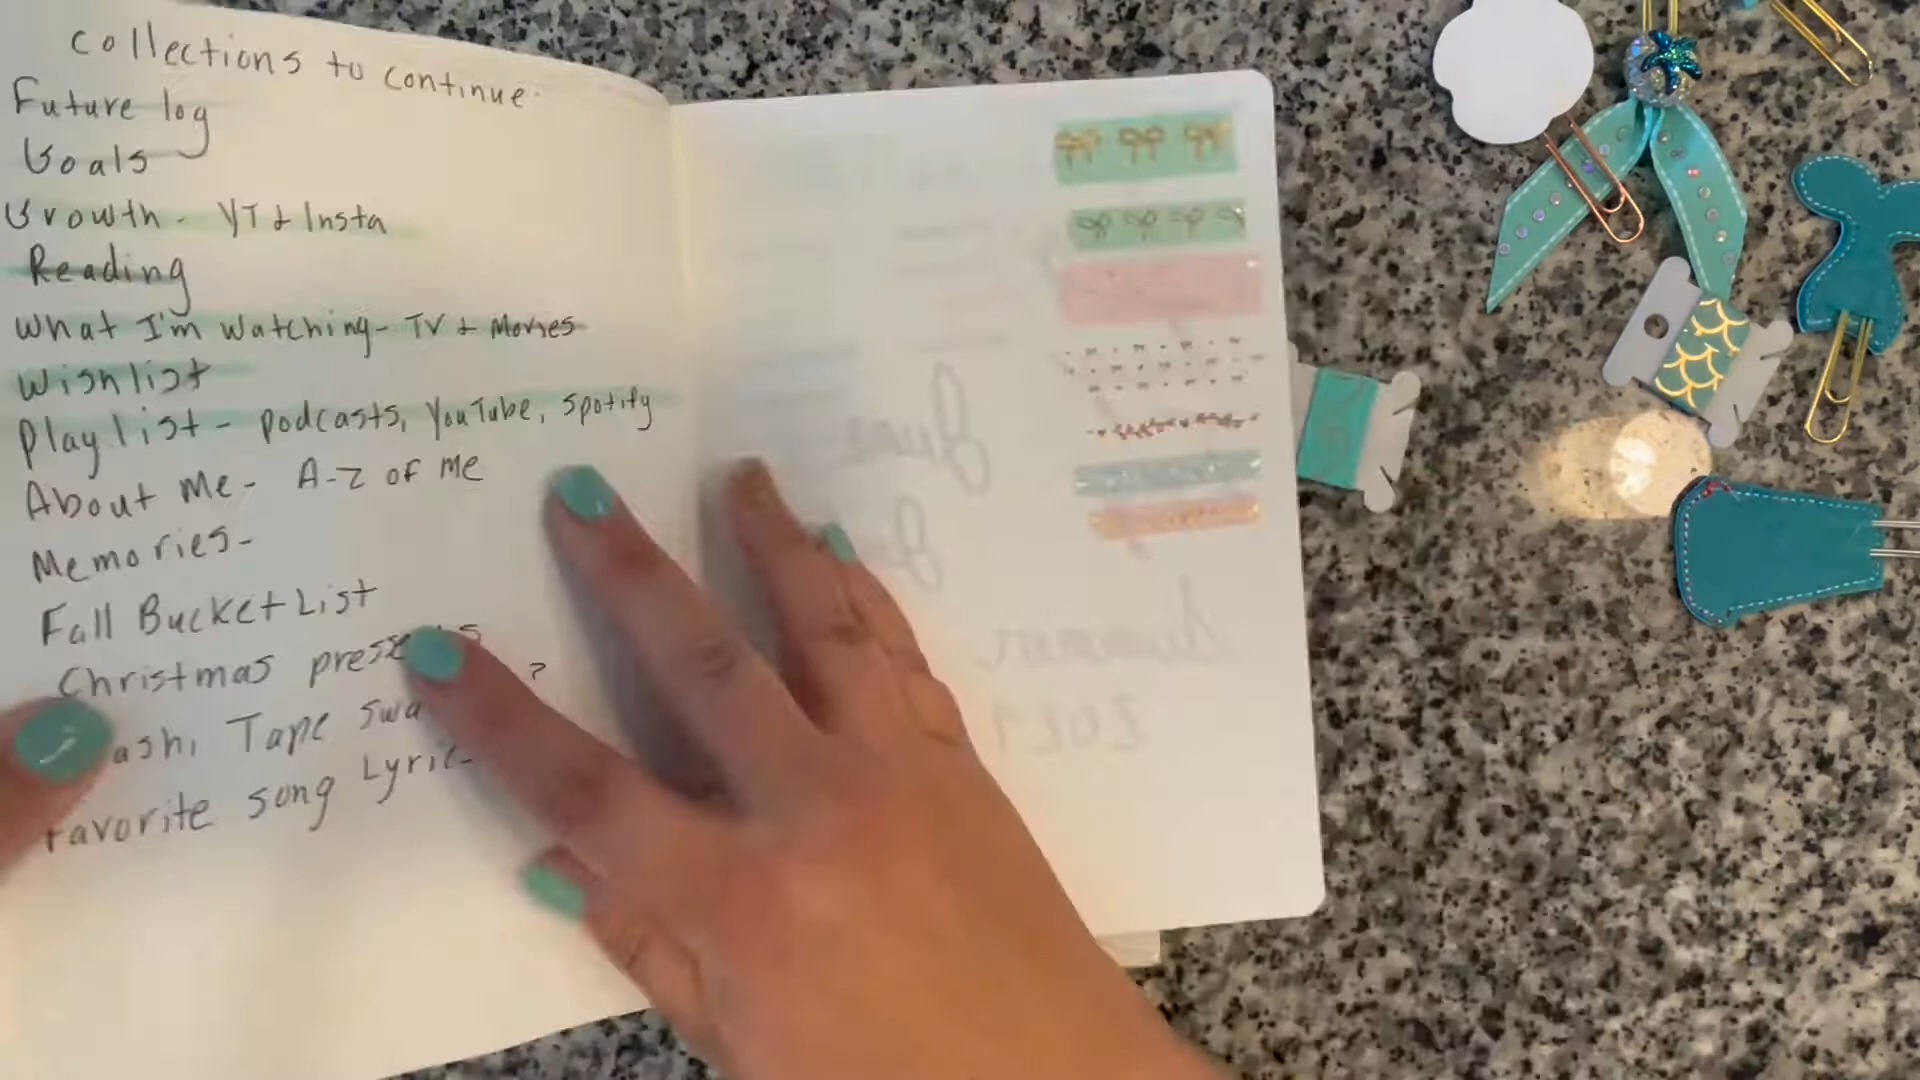 Collections to continue
Future log
Goals
Growth - YT & Insta
Reading
What I'm watching - TV & Movies
Wishlist
Playlist - podcasts, YouTube, Spotify
About Me - A-Z of Me
Memories -
Fall Bucket List
Christmas ?
Tape
Favorite song